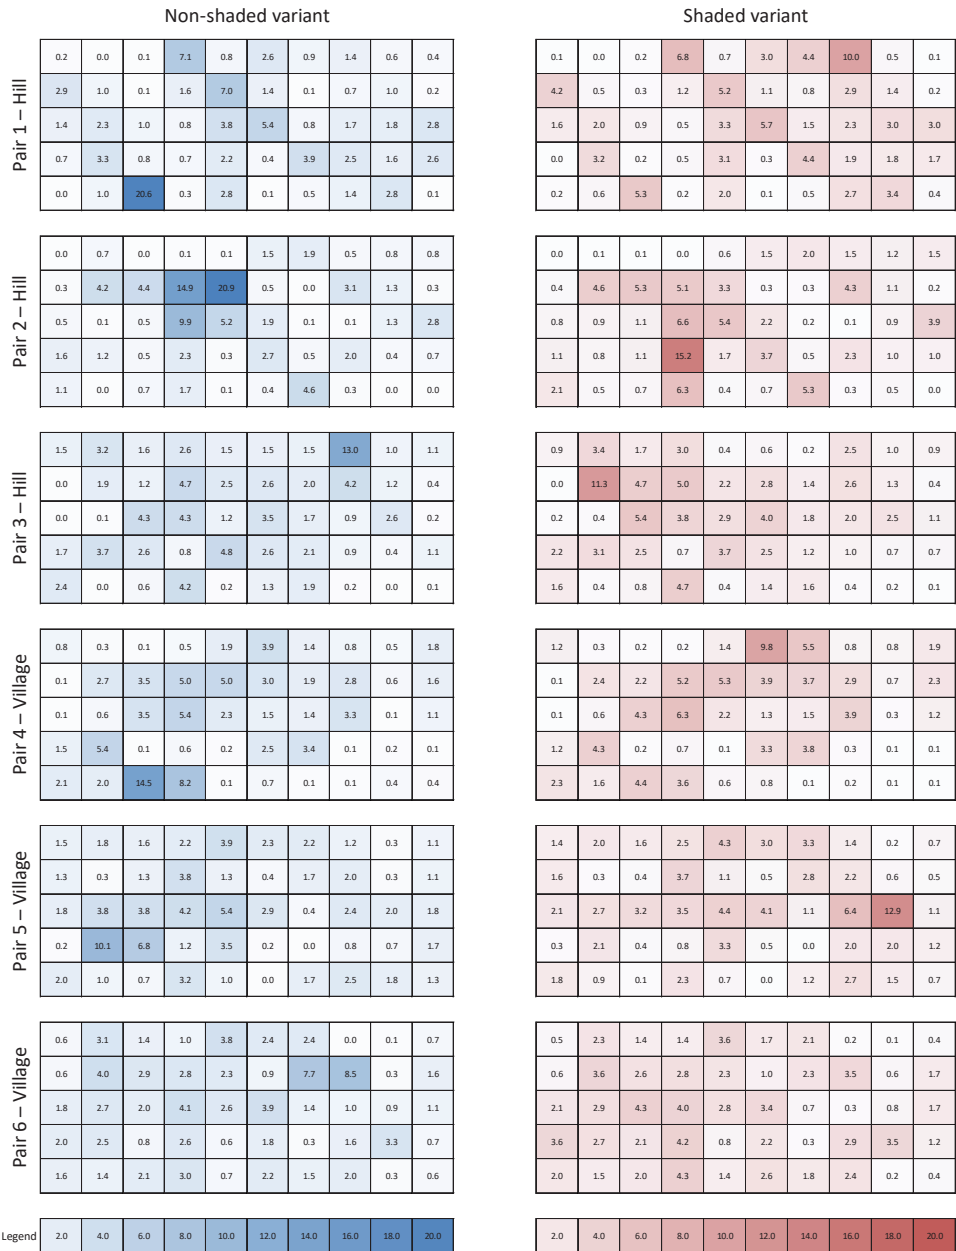 Non-shaded variant Shaded variant
Pair 1 – Hill
0.2 0.0 0.1 7.1 0.8 2.6 0.9 1.4 0.6 0.4 0.1 0.0 0.2 6.8 0.7 3.0 4.4 10.0 0.5 0.1
2.9 1.0 0.1 1.6 7.0 1.4 0.1 0.7 1.0 0.2 4.2 0.5 0.3 1.2 5.2 1.1 0.8 2.9 1.4 0.2
1.4 2.3 1.0 0.8 3.8 5.4 0.8 1.7 1.8 2.8 1.6 2.0 0.9 0.5 3.3 5.7 1.5 2.3 3.0 3.0
0.7 3.3 0.8 0.7 2.2 0.4 3.9 2.5 1.6 2.6 0.0 3.2 0.2 0.5 3.1 0.3 4.4 1.9 1.8 1.7
0.0 1.0 20.6 0.3 2.8 0.1 0.5 1.4 2.8 0.1 0.2 0.6 5.3 0.2 2.0 0.1 0.5 2.7 3.4 0.4
Pair 2 – Hill
0.0 0.7 0.0 0.1 0.1 1.5 1.9 0.5 0.8 0.8 0.0 0.1 0.1 0.0 0.6 1.5 2.0 1.5 1.2 1.5
0.3 4.2 4.4 14.9 20.9 0.5 0.0 3.1 1.3 0.3 0.4 4.6 5.3 5.1 3.3 0.3 0.3 4.3 1.1 0.2
0.5 0.1 0.5 9.9 5.2 1.9 0.1 0.1 1.3 2.8 0.8 0.9 1.1 6.6 5.4 2.2 0.2 0.1 0.9 3.9
1.6 1.2 0.5 2.3 0.3 2.7 0.5 2.0 0.4 0.7 1.1 0.8 1.1 15.2 1.7 3.7 0.5 2.3 1.0 1.0
1.1 0.0 0.7 1.7 0.1 0.4 4.6 0.3 0.0 0.0 2.1 0.5 0.7 6.3 0.4 0.7 5.3 0.3 0.5 0.0
Pair 3 – Hill
1.5 3.2 1.6 2.6 1.5 1.5 1.5 13.0 1.0 1.1 0.9 3.4 1.7 3.0 0.4 0.6 0.2 2.5 1.0 0.9
0.0 1.9 1.2 4.7 2.5 2.6 2.0 4.2 1.2 0.4 0.0 11.3 4.7 5.0 2.2 2.8 1.4 2.6 1.3 0.4
0.0 0.1 4.3 4.3 1.2 3.5 1.7 0.9 2.6 0.2 0.2 0.4 5.4 3.8 2.9 4.0 1.8 2.0 2.5 1.1
1.7 3.7 2.6 0.8 4.8 2.6 2.1 0.9 0.4 1.1 2.2 3.1 2.5 0.7 3.7 2.5 1.2 1.0 0.7 0.7
2.4 0.0 0.6 4.2 0.2 1.3 1.9 0.2 0.0 0.1 1.6 0.4 0.8 4.7 0.4 1.4 1.6 0.4 0.2 0.1
Pair 4 – Village
0.8 0.3 0.1 0.5 1.9 3.9 1.4 0.8 0.5 1.8 1.2 0.3 0.2 0.2 1.4 9.8 5.5 0.8 0.8 1.9
0.1 2.7 3.5 5.0 5.0 3.0 1.9 2.8 0.6 1.6 0.1 2.4 2.2 5.2 5.3 3.9 3.7 2.9 0.7 2.3
0.1 0.6 3.5 5.4 2.3 1.5 1.4 3.3 0.1 1.1 0.1 0.6 4.3 6.3 2.2 1.3 1.5 3.9 0.3 1.2
1.5 5.4 0.1 0.6 0.2 2.5 3.4 0.1 0.2 0.1 1.2 4.3 0.2 0.7 0.1 3.3 3.8 0.3 0.1 0.1
2.1 2.0 14.5 8.2 0.1 0.7 0.1 0.1 0.4 0.4 2.3 1.6 4.4 3.6 0.6 0.8 0.1 0.2 0.1 0.1
Pair 5 – Village
1.5 1.8 1.6 2.2 3.9 2.3 2.2 1.2 0.3 1.1 1.4 2.0 1.6 2.5 4.3 3.0 3.3 1.4 0.2 0.7
1.3 0.3 1.3 3.8 1.3 0.4 1.7 2.0 0.3 1.1 1.6 0.3 0.4 3.7 1.1 0.5 2.8 2.2 0.6 0.5
1.8 3.8 3.8 4.2 5.4 2.9 0.4 2.4 2.0 1.8 2.1 2.7 3.2 3.5 4.4 4.1 1.1 6.4 12.9 1.1
0.2 10.1 6.8 1.2 3.5 0.2 0.0 0.8 0.7 1.7 0.3 2.1 0.4 0.8 3.3 0.5 0.0 2.0 2.0 1.2
2.0 1.0 0.7 3.2 1.0 0.0 1.7 2.5 1.8 1.3 1.8 0.9 0.1 2.3 0.7 0.0 1.2 2.7 1.5 0.7
Pair 6 – Village
0.6 3.1 1.4 1.0 3.8 2.4 2.4 0.0 0.1 0.7 0.5 2.3 1.4 1.4 3.6 1.7 2.1 0.2 0.1 0.4
0.6 4.0 2.9 2.8 2.3 0.9 7.7 8.5 0.3 1.6 0.6 3.6 2.6 2.8 2.3 1.0 2.3 3.5 0.6 1.7
1.8 2.7 2.0 4.1 2.6 3.9 1.4 1.0 0.9 1.1 2.1 2.9 4.3 4.0 2.8 3.4 0.7 0.3 0.8 1.7
2.0 2.5 0.8 2.6 0.6 1.8 0.3 1.6 3.3 0.7 3.6 2.7 2.1 4.2 0.8 2.2 0.3 2.9 3.5 1.2
1.6 1.4 2.1 3.0 0.7 2.2 1.5 2.0 0.3 0.6 2.0 1.5 2.0 4.3 1.4 2.6 1.8 2.4 0.2 0.4
Legend 2.0 4.0 6.0 8.0 10.0 12.0 14.0 16.0 18.0 20.0 2.0 4.0 6.0 8.0 10.0 12.0 14.0 16.0 18.0 20.0